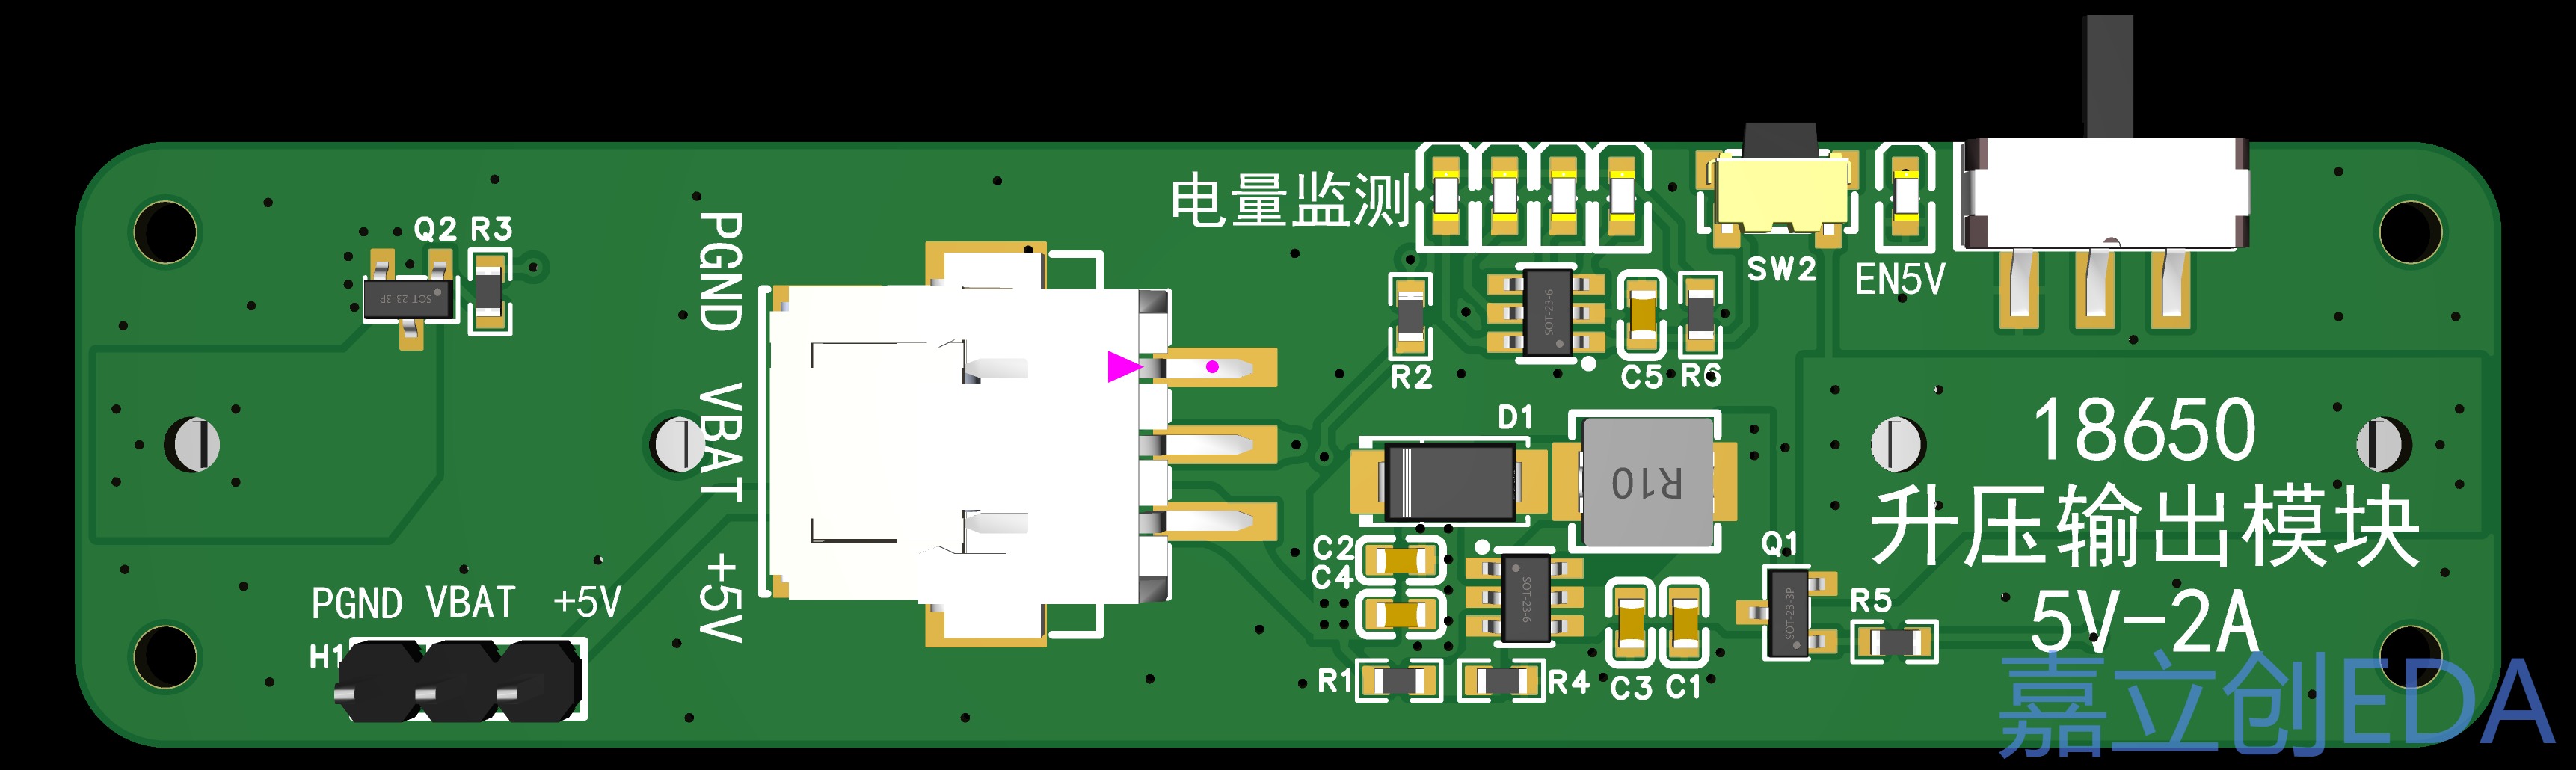 Q2 R3
PGND
VBAT
+5V
PGND VBAT +5V
H1
SOT-23-3P
电量监测
SW2
EN5V
SOT-23-6
R2
C5
R6
D1
R10
C2
C4
SOT-23-6
R1
R4
C3
C1
Q1
SOT-23-3P
R5
18650
升压输出模块
5V-2A
嘉立创EDA